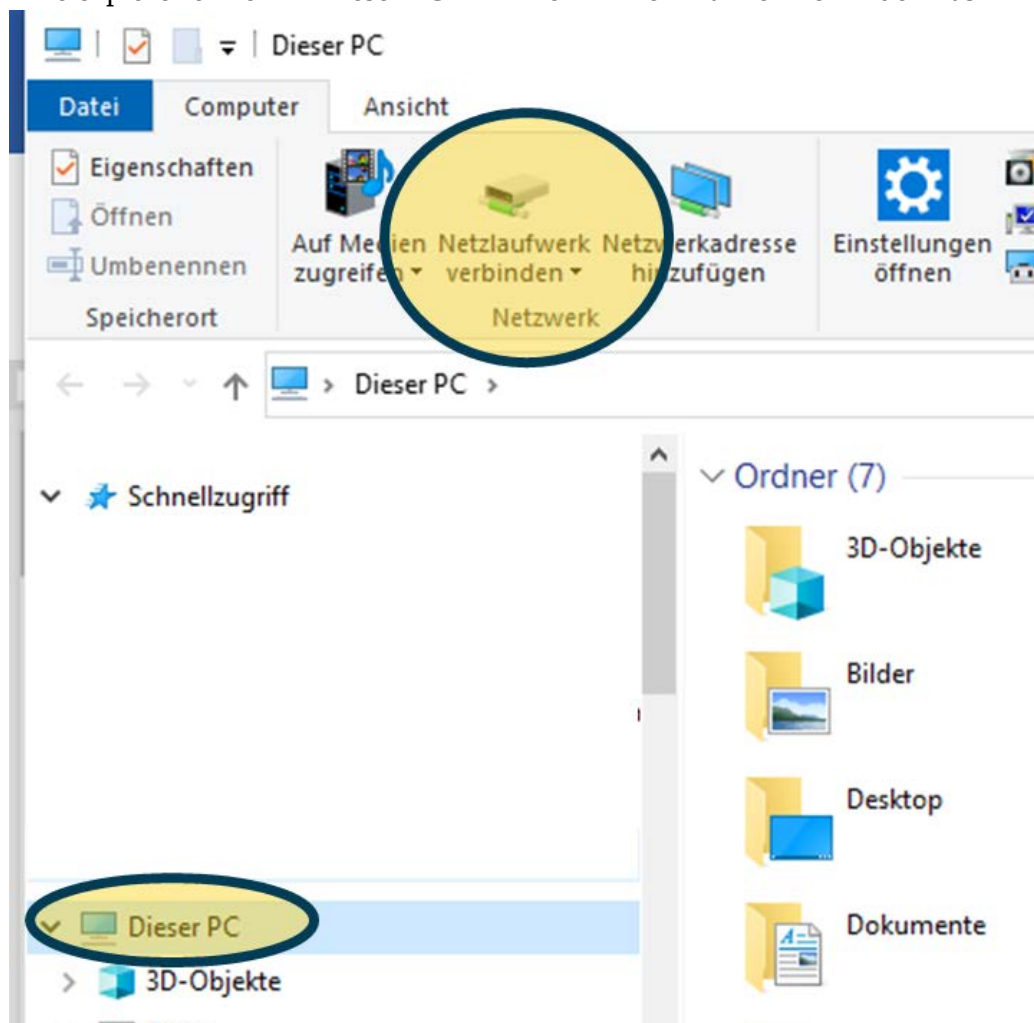 Dieser PC
Datei Computer Ansicht
Eigenschaften
Öffnen
Umbenennen
Speicherort
Auf Medien
zugreifen
Netzlaufwerk
verbinden
Netzwerkadresse
hinzufügen
Netzwerk
Einstellungen
öffnen
Dieser PC
Schnellzugriff
Dieser PC
3D-Objekte
Ordner (7)
3D-Objekte
Bilder
Desktop
Dokumente